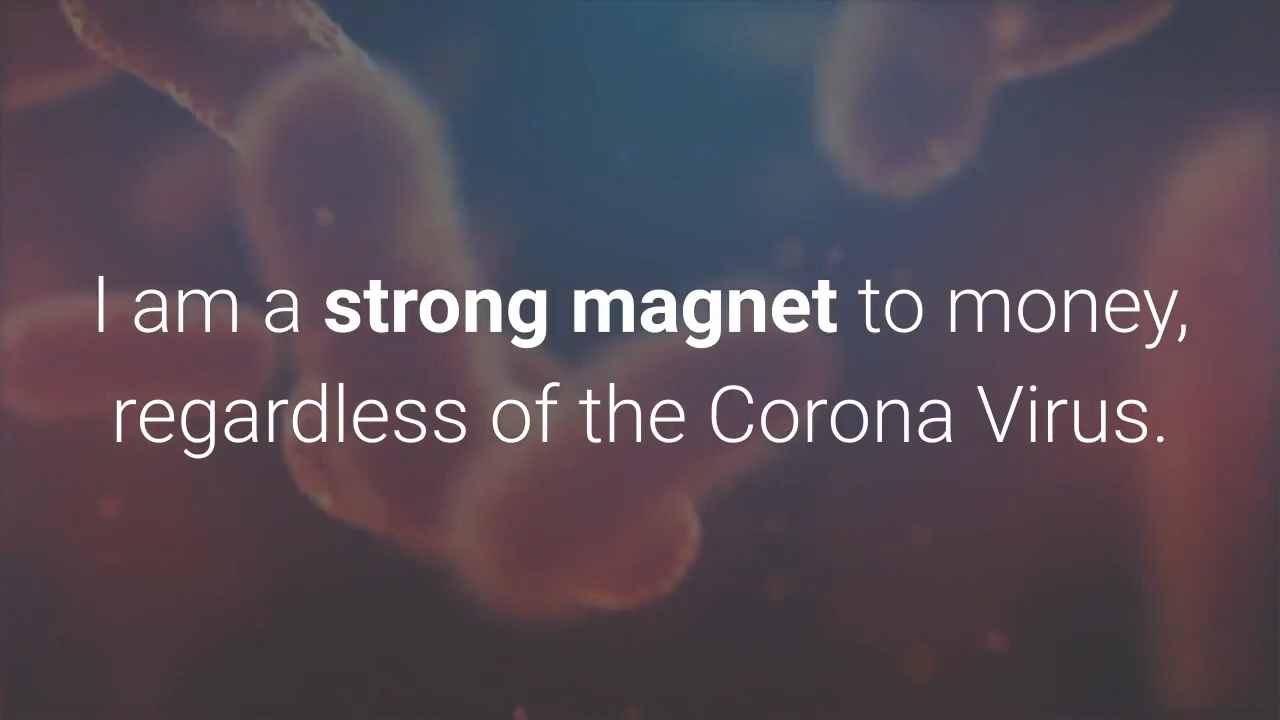 I am a strong magnet to money,
regardless of the Corona Virus.